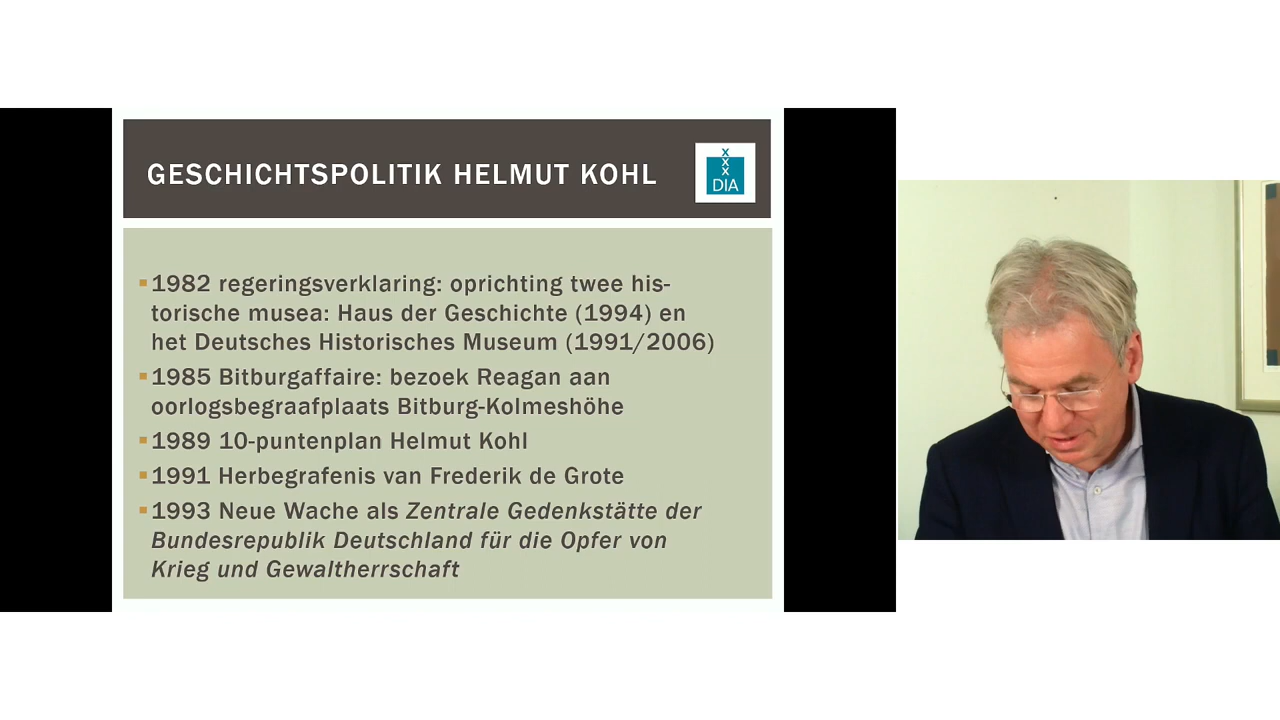 GESCHICHTSPOLITIK HELMUT KOHL
X
X
X
DIA
1982 regeringsverklaring: oprichting twee his-
torische musea: Haus der Geschichte (1994) en
het Deutsches Historisches Museum (1991/2006)
1985 Bitburgaffaire: bezoek Reagan aan
oorlogsbegraafplaats Bitburg-Kolmeshöhe
1989 10-puntenplan Helmut Kohl
1991 Herbegrafenis van Frederik de Grote
1993 Neue Wache als Zentrale Gedenkstätte der
Bundesrepublik Deutschland für die Opfer von
Krieg und Gewaltherrschaft